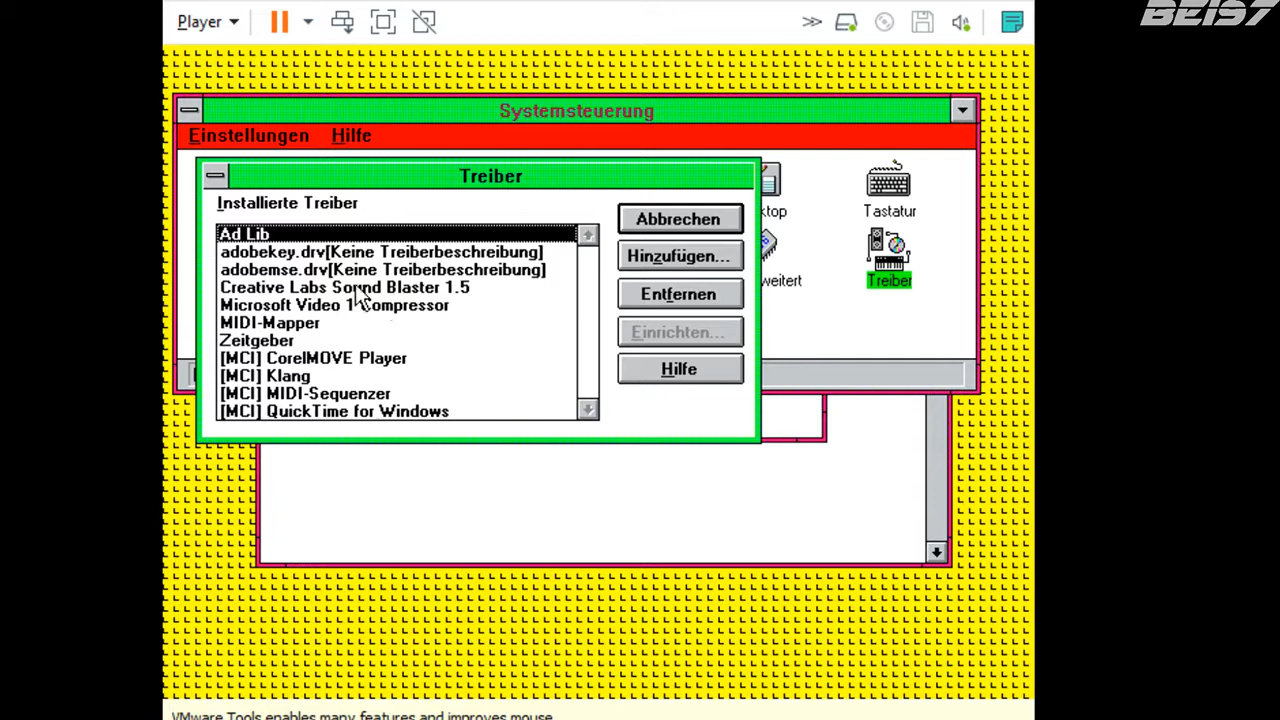 Player
BEIS7
Systemsteuerung
Einstellungen Hilfe
Treiber
Installierte Treiber
Ad Lib
adobekey.drv[Keine Treiberbeschreibung]
adobemse.drv[Keine Treiberbeschreibung]
Creative Labs Sound Blaster 1.5
Microsoft Video 1 Compressor
MIDI-Mapper
Zeitgeber
[MCI] CorelMOVE Player
[MCI] Klang
[MCI] MIDI-Sequenzer
[MCI] QuickTime for Windows
Abbrechen
Hinzufügen...
Entfernen
Einrichten...
Hilfe
ktop
Tastatur
weitert
Treiber
VMware Tools enables many features and improves mouse